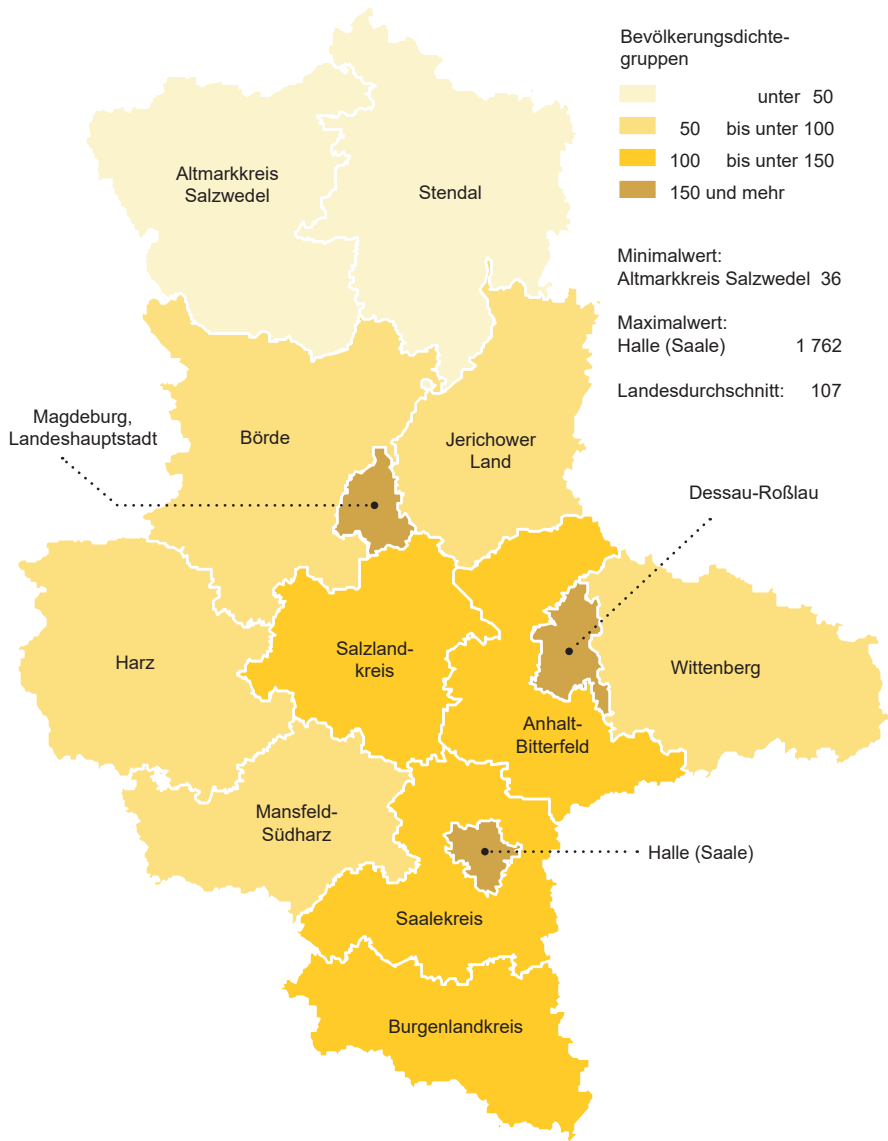 Bevölkerungsdichte-
gruppen
unter 50
50 bis unter 100
100 bis unter 150
150 und mehr
Minimalwert:
Altmarkkreis Salzwedel 36
Maximalwert:
Halle (Saale) 1 762
Landesdurchschnitt: 107
Altmarkkreis
Salzwedel
Stendal
Magdeburg,
Landeshauptstadt
Börde
Jerichower
Land
Dessau-Roßlau
Harz
Salzland-
kreis
Wittenberg
Anhalt-
Bitterfeld
Mansfeld-
Südharz
Halle (Saale)
Saalekreis
Burgenlandkreis